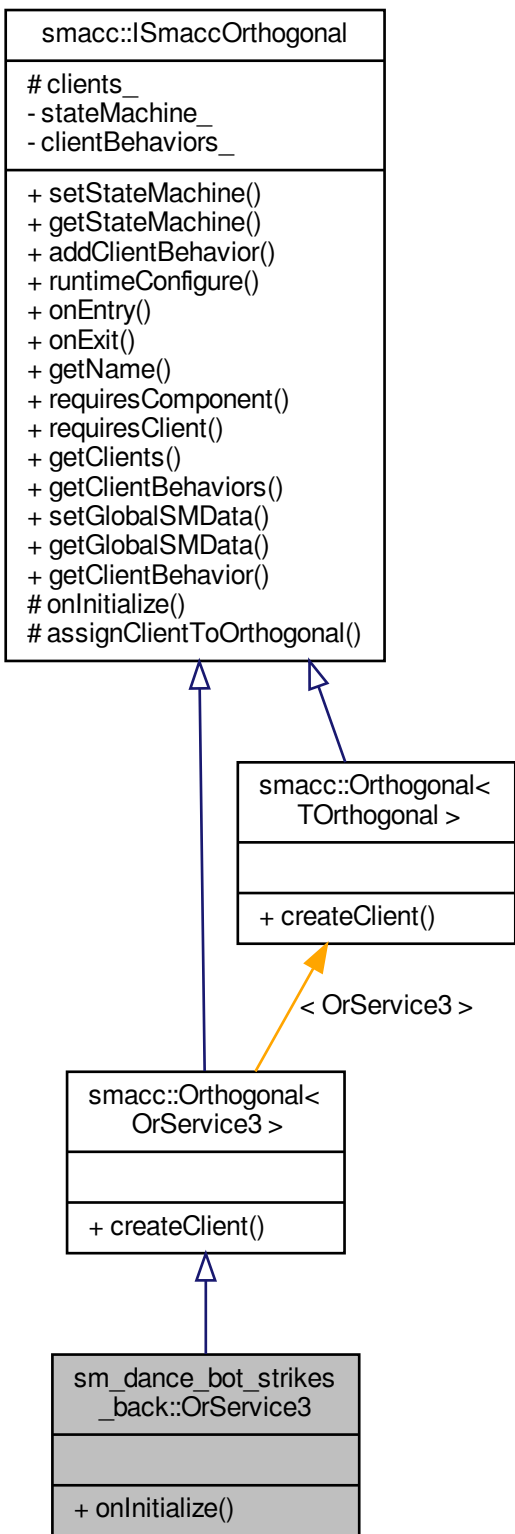 smacc::ISmaccOrthogonal
# clients_
- stateMachine_
- clientBehaviors_
+ setStateMachine()
+ getStateMachine()
+ addClientBehavior()
+ runtimeConfigure()
+ onEntry()
+ onExit()
+ getName()
+ requiresComponent()
+ requiresClient()
+ getClients()
+ getClientBehaviors()
+ setGlobalSMData()
+ getGlobalSMData()
+ getClientBehavior()
# onInitialize()
# assignClientToOrthogonal()
smacc::Orthogonal<
TOrthogonal >
+ createClient()
< OrService3 >
smacc::Orthogonal<
OrService3 >
+ createClient()
sm_dance_bot_strikes
_back::OrService3
+ onInitialize()